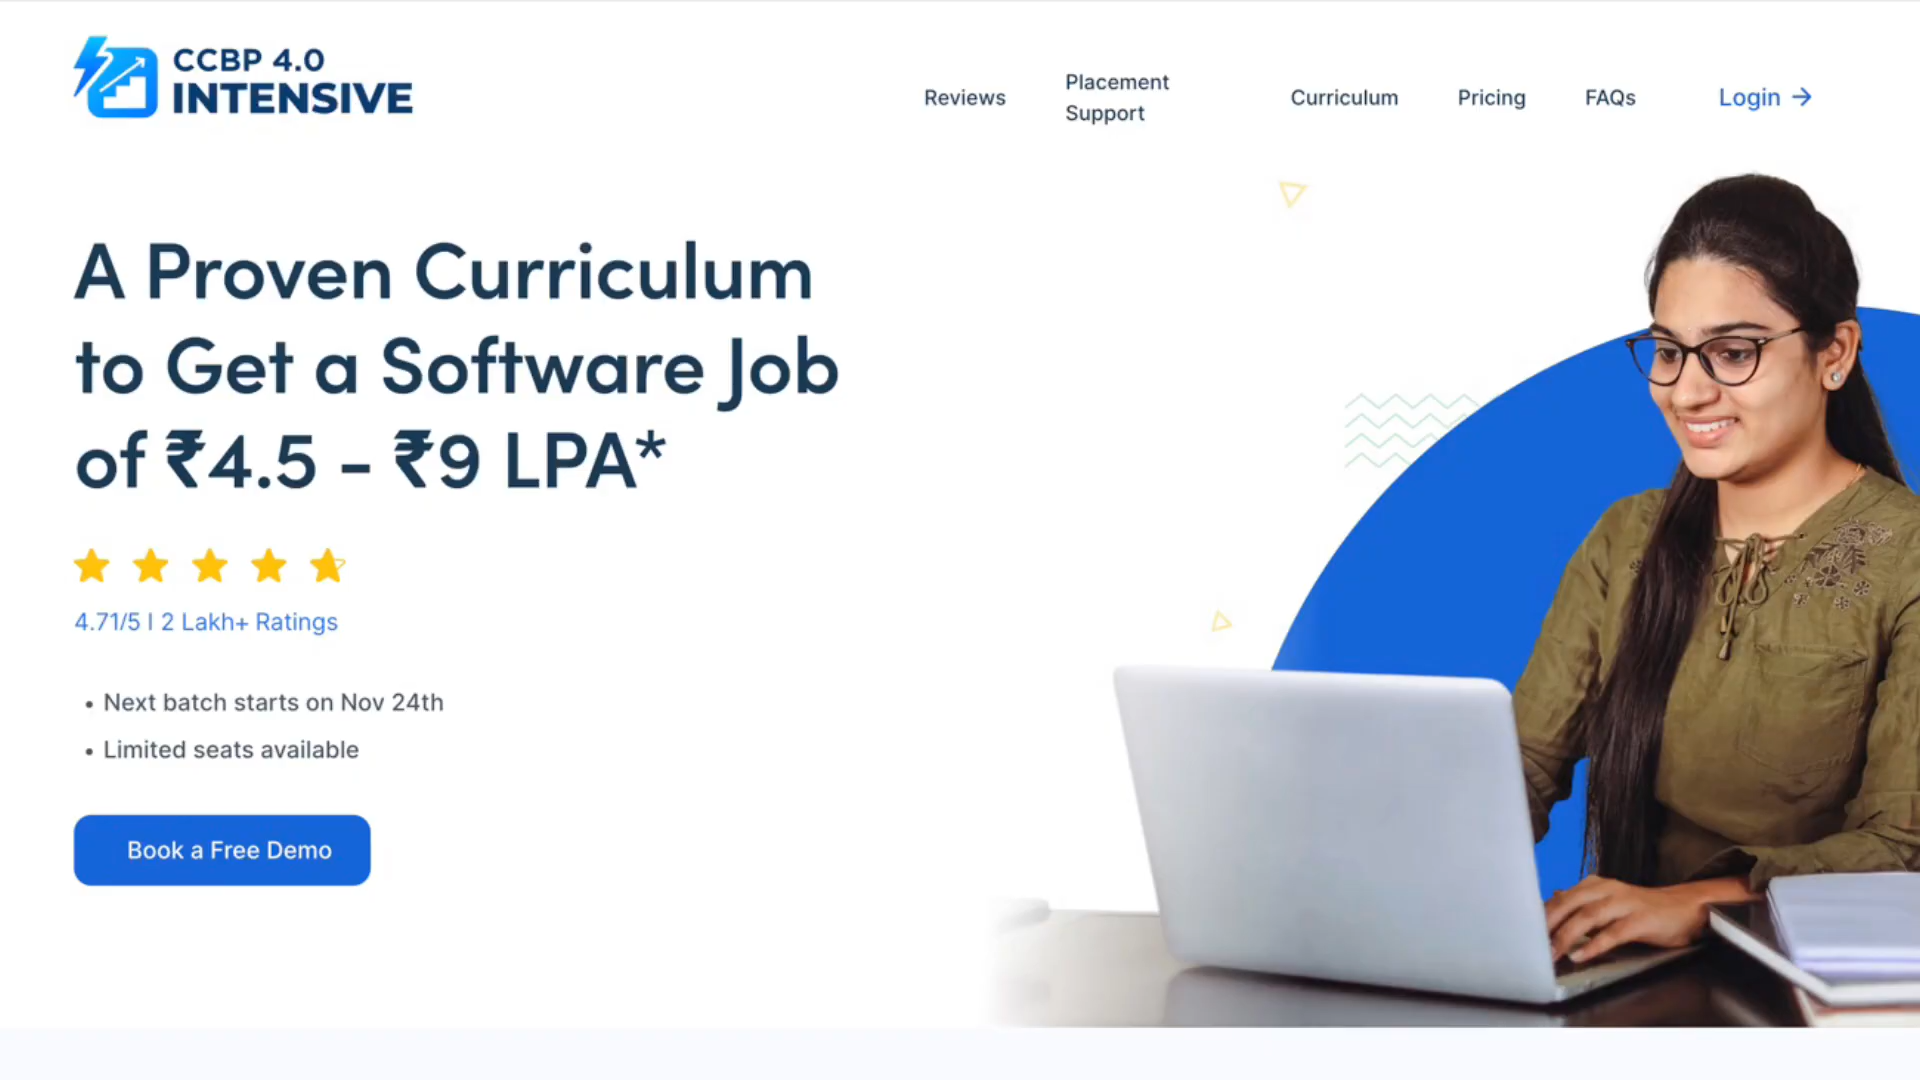 CCBP 4.0
INTENSIVE
Reviews
Placement
Support
Curriculum
Pricing
FAQs
Login →
A Proven Curriculum
to Get a Software Job
of ₹4.5 - ₹9 LPA*
4.71/5 | 2 Lakh+ Ratings
• Next batch starts on Nov 24th
• Limited seats available
Book a Free Demo